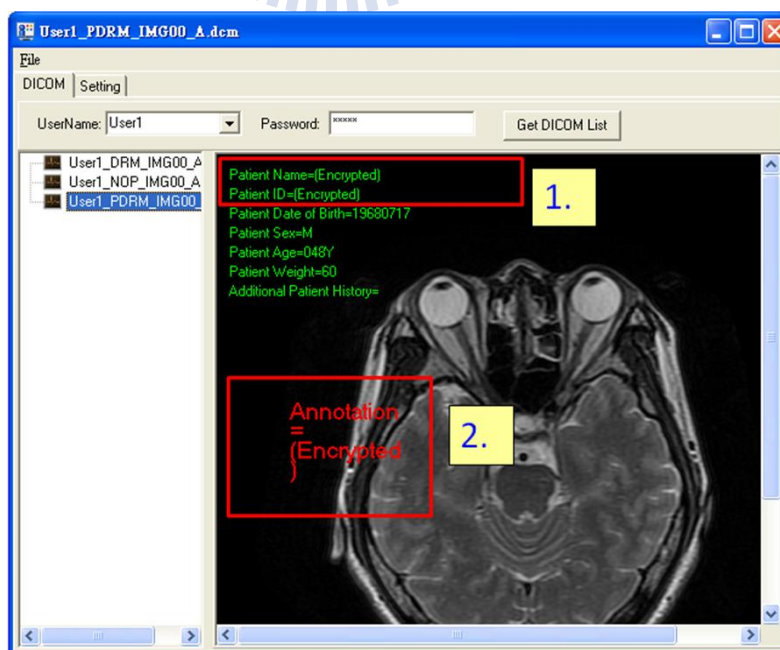 User1_PDRM_IMG00_A.dcm
File
DICOM Setting
UserName: User1 Password: ***** Get DICOM List
User1_DRM_IMG00_A
User1_NOP_IMG00_A
User1_PDRM_IMG00_
Patient Name=(Encrypted)
Patient ID=(Encrypted)
Patient Date of Birth=19680717
Patient Sex=M
Patient Age=048Y
Patient Weight=60
Additional Patient History=
1.
Annotation
=
(Encrypted
)
2.